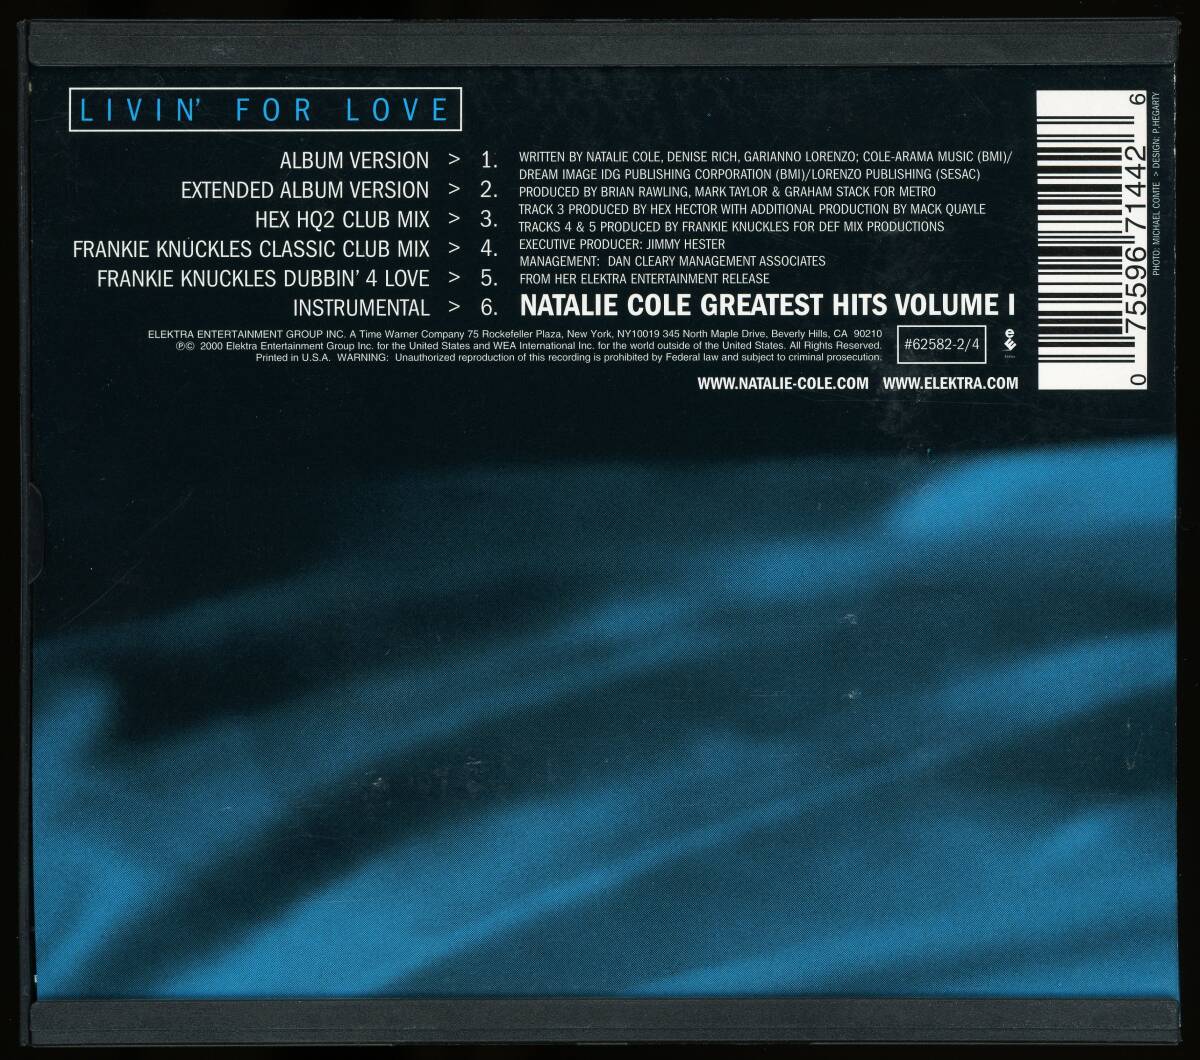 LIVIN' FOR LOVE
ALBUM VERSION > 1.
EXTENDED ALBUM VERSION > 2.
HEX HQ2 CLUB MIX > 3.
FRANKIE KNUCKLES CLASSIC CLUB MIX > 4.
FRANKIE KNUCKLES DUBBIN' 4 LOVE > 5.
INSTRUMENTAL > 6.
WRITTEN BY NATALIE COLE, DENISE RICH, GARIANNO LORENZO; COLE-ARAMA MUSIC (BMI)/
DREAM IMAGE IDG PUBLISHING CORPORATION (BMI)/LORENZO PUBLISHING (SESAC)
PRODUCED BY BRIAN RAWLING, MARK TAYLOR & GRAHAM STACK FOR METRO
TRACK 3 PRODUCED BY HEX HECTOR WITH ADDITIONAL PRODUCTION BY MACK QUAYLE
TRACKS 4 & 5 PRODUCED BY FRANKIE KNUCKLES FOR DEF MIX PRODUCTIONS
EXECUTIVE PRODUCER: JIMMY HESTER
MANAGEMENT: DAN CLEARY MANAGEMENT ASSOCIATES
FROM HER ELEKTRA ENTERTAINMENT RELEASE
NATALIE COLE GREATEST HITS VOLUME I
ELEKTRA ENTERTAINMENT GROUP INC. A Time Warner Company 75 Rockefeller Plaza, New York, NY10019 345 North Maple Drive, Beverly Hills, CA 90210
℗© 2000 Elektra Entertainment Group Inc. for the United States and WEA International Inc. for the world outside of the United States. All Rights Reserved.
Printed in U.S.A. WARNING: Unauthorized reproduction of this recording is prohibited by Federal law and subject to criminal prosecution.
#62582-2/4
WWW.NATALIE-COLE.COM WWW.ELEKTRA.COM
0 75596 71442 6
PHOTO: MICHAEL COMTE > DESIGN: P.HEGARTY